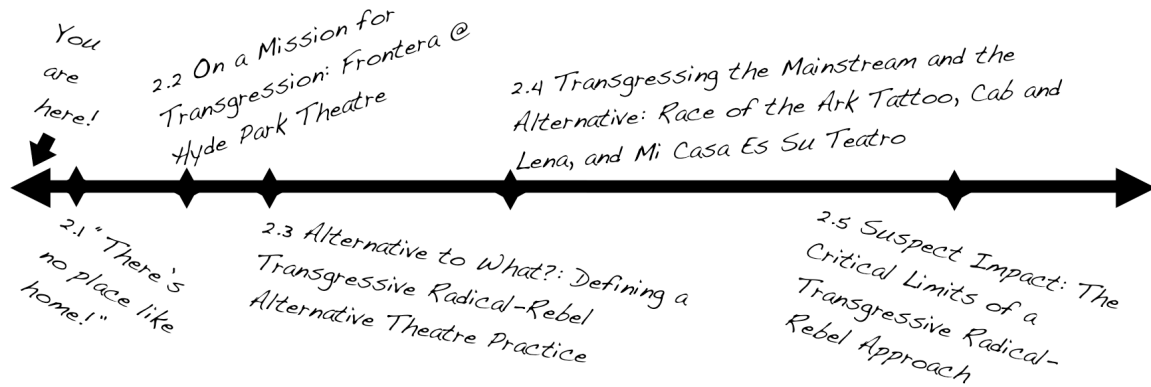 You
are
here!
2.1 "There's
no place like
home!"
2.2 On a Mission for
Transgression: Frontera @
Hyde Park Theatre
2.3 Alternative to What?: Defining a
Transgressive Radical-Rebel
Alternative Theatre Practice
2.4 Transgressing the Mainstream and the
Alternative: Race of the Ark Tattoo, Cab and
Lena, and Mi Casa Es Su Teatro
2.5 Suspect Impact: The
Critical Limits of a
Transgressive Radical-
Rebel Approach